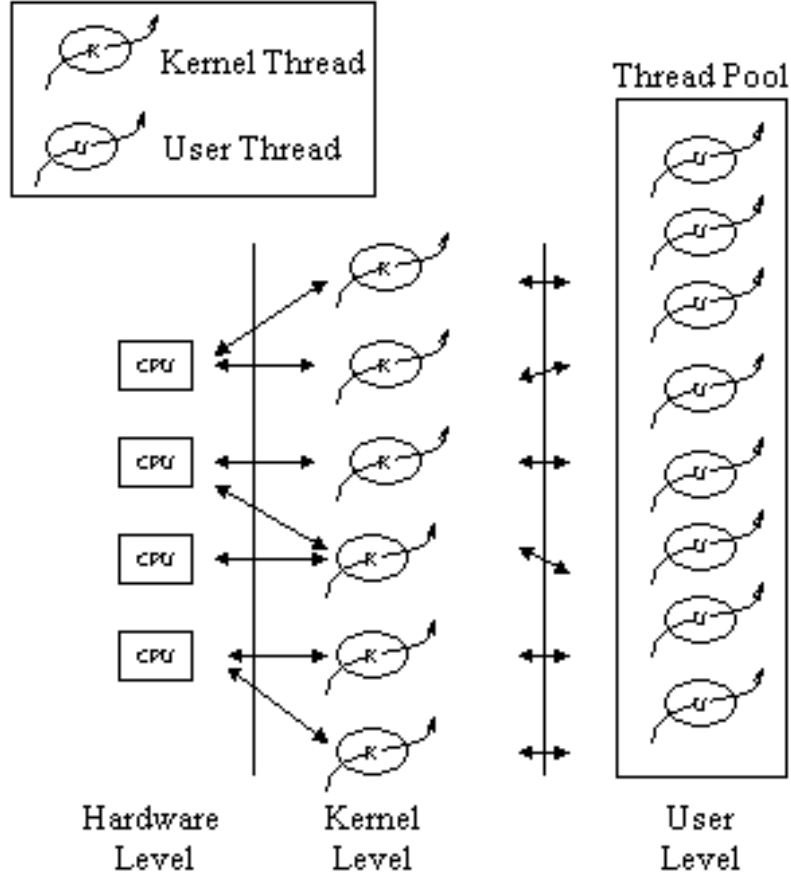 K
Kernel Thread
U
User Thread
Thread Pool
U
U
U
U
U
U
U
U
K
K
K
K
K
K
CPU
CPU
CPU
CPU
Hardware
Level
Kernel
Level
User
Level